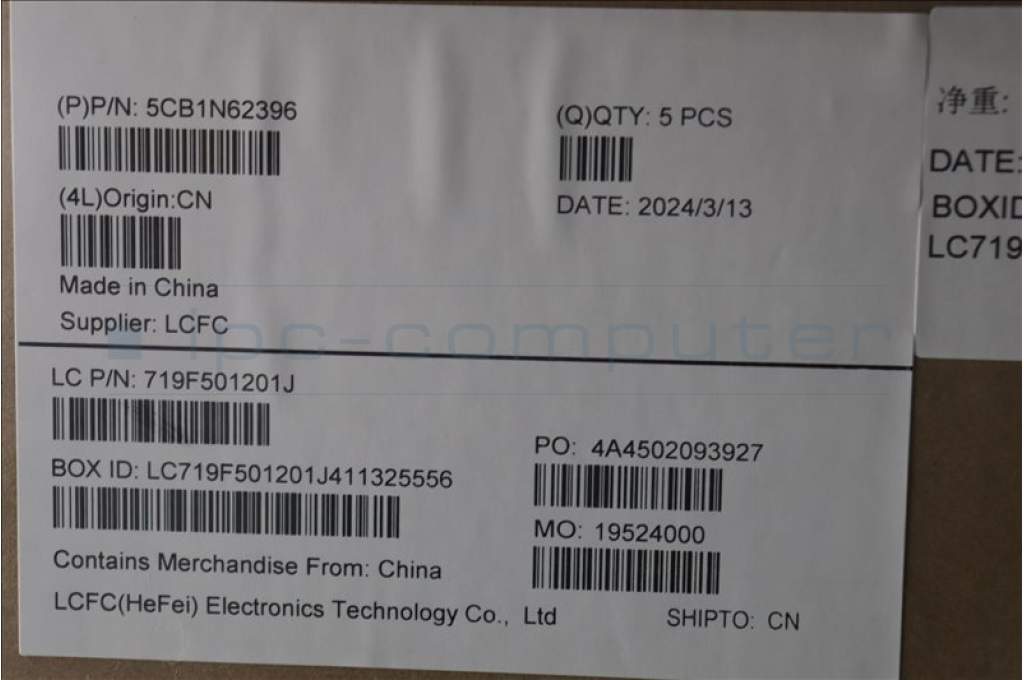 (P)P/N: 5CB1N62396
(Q)QTY: 5 PCS
(4L)Origin:CN
DATE: 2024/3/13
Made in China
Supplier: LCFC
ipc-computer
LC P/N: 719F501201J
PO: 4A4502093927
BOX ID: LC719F501201J411325556
MO: 19524000
Contains Merchandise From: China
LCFC(HeFei) Electronics Technology Co., Ltd
SHIPTO: CN
净重:
DATE:
BOXID
LC719